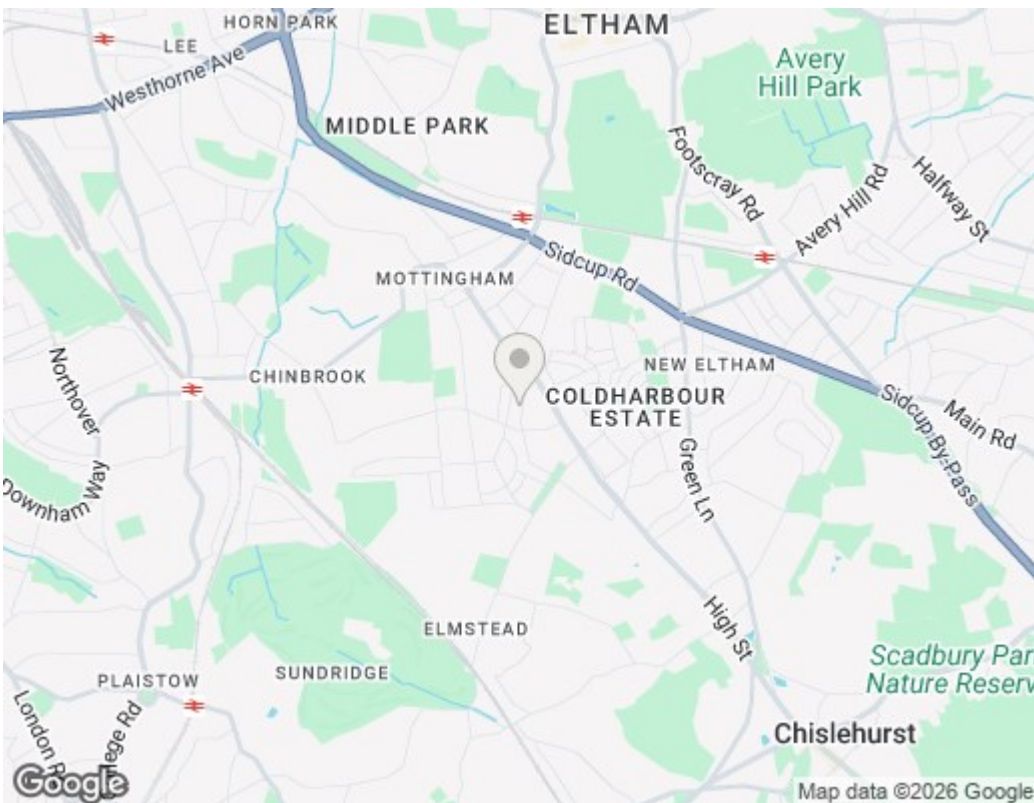 HORN PARK
ELTHAM
LEE
Westhorne Ave
Avery
Hill Park
MIDDLE PARK
Footscray Rd
Avery Hill Rd
Halfway St
Sidcup Rd
MOTTINGHAM
Northover
CHINBROOK
NEW ELTHAM
COLDHARBOUR
ESTATE
Main Rd
Sidcup By-Pass
Downham Way
Green Ln
High St
ELMSTEAD
SUNDRIDGE
PLAISTOW
Scadbury Par
Nature Reserv
London R
llege Rd
Chislehurst
Google
Map data ©2026 Google